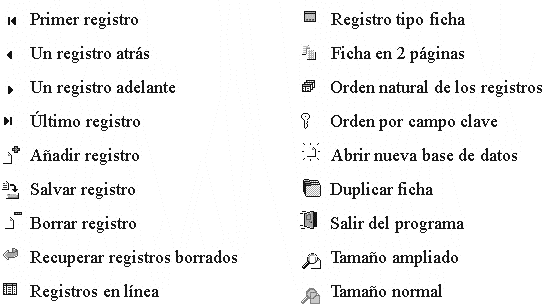 Primer registro
Un registro atrás
Un registro adelante
Último registro
Añadir registro
Salvar registro
Borrar registro
Recuperar registros borrados
Registros en línea
Registro tipo ficha
Ficha en 2 páginas
Orden natural de los registros
Orden por campo clave
Abrir nueva base de datos
Duplicar ficha
Salir del programa
Tamaño ampliado
Tamaño normal